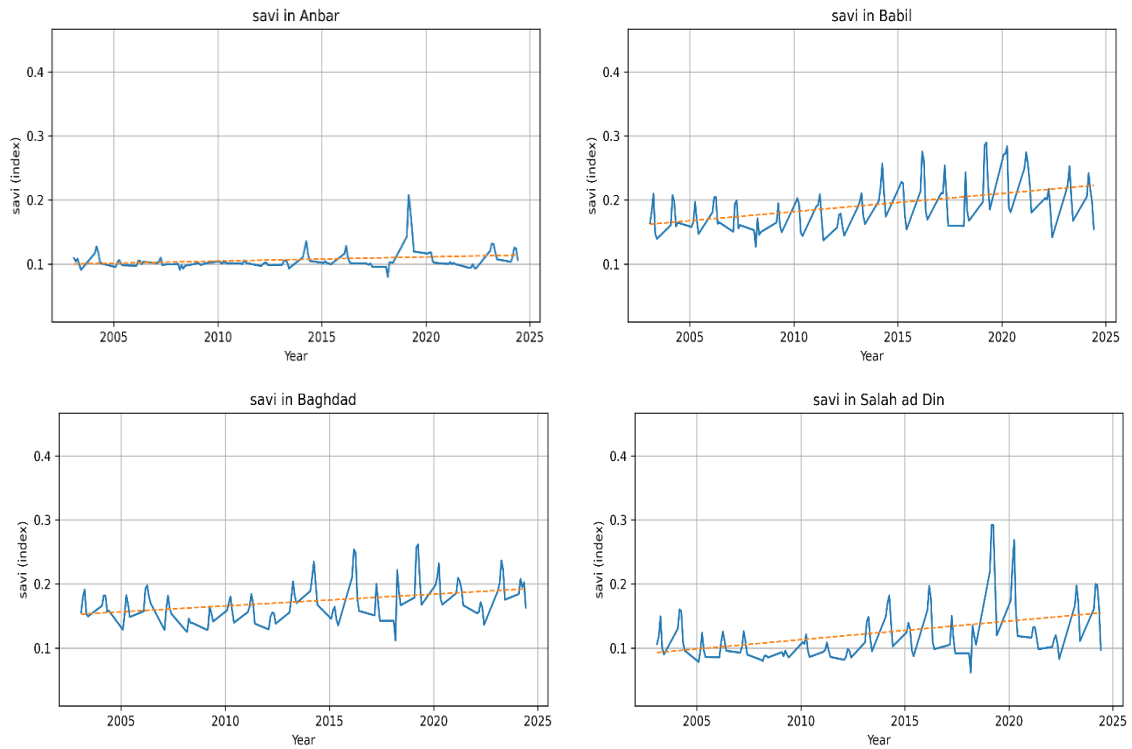 savi in Anbar
0.4
0.3
0.2
0.1
savi (index)
2005 2010 2015 2020 2025
Year
savi in Babil
0.4
0.3
0.2
0.1
savi (index)
2005 2010 2015 2020 2025
Year
savi in Baghdad
0.4
0.3
0.2
0.1
savi (index)
2005 2010 2015 2020 2025
Year
savi in Salah ad Din
0.4
0.3
0.2
0.1
savi (index)
2005 2010 2015 2020 2025
Year